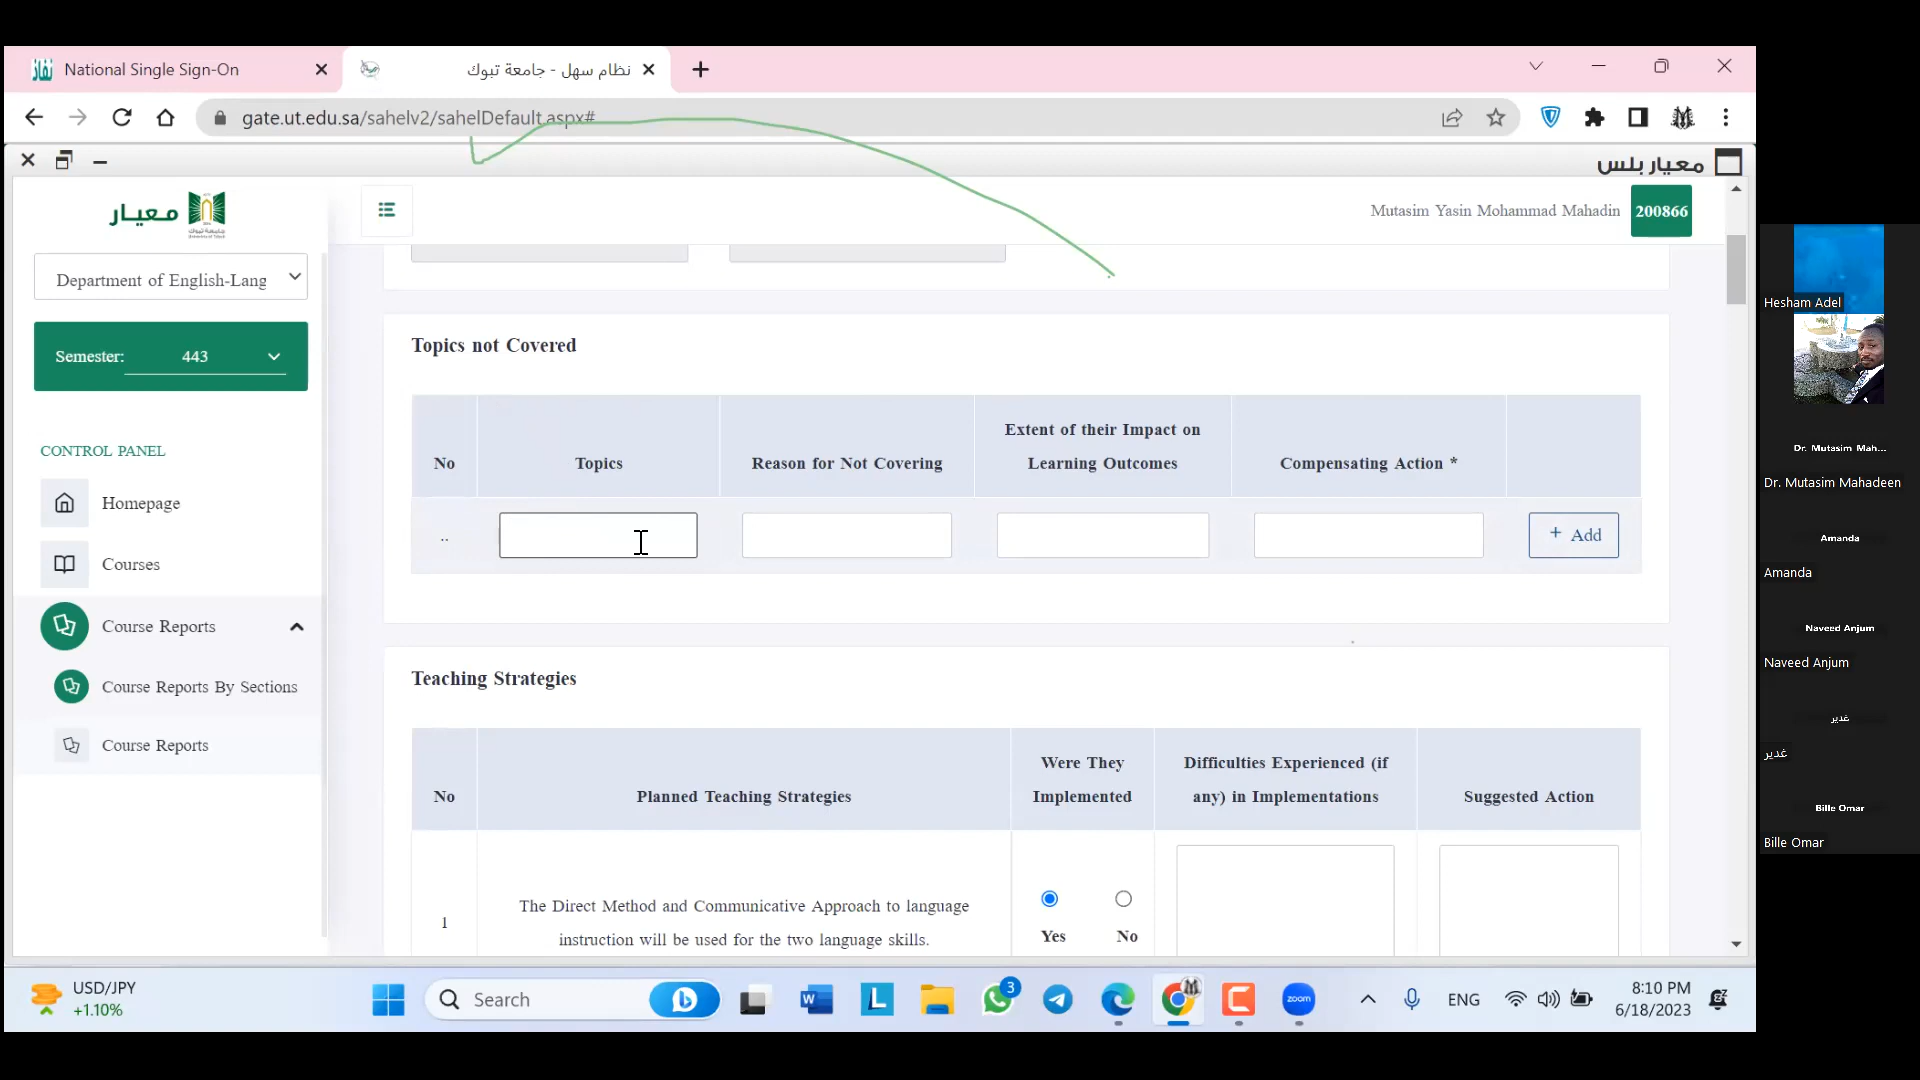 National Single Sign-On
نظام سهل - جامعة تبوك
gate.ut.edu.sa/sahelv2/sahelDefault.aspx#
معيار بلس
معيار
Mutasim Yasin Mohammad Mahadin
200866
Department of English-Lang
Semester: 443
CONTROL PANEL
Homepage
Courses
Course Reports
Course Reports By Sections
Course Reports
Topics not Covered
No
Topics
Reason for Not Covering
Extent of their Impact on
Learning Outcomes
Compensating Action *
..
+ Add
Teaching Strategies
No
Planned Teaching Strategies
Were They
Implemented
Difficulties Experienced (if
any) in Implementations
Suggested Action
1
The Direct Method and Communicative Approach to language
instruction will be used for the two language skills.
Yes
No
Hesham Adel
Dr. Mutasim Mah...
Dr. Mutasim Mahadeen
Amanda
Amanda
Naveed Anjum
Naveed Anjum
غدير
غدير
Bille Omar
Bille Omar
USD/JPY
+1.10%
Search
W
L
3
zoom
ENG
8:10 PM
6/18/2023